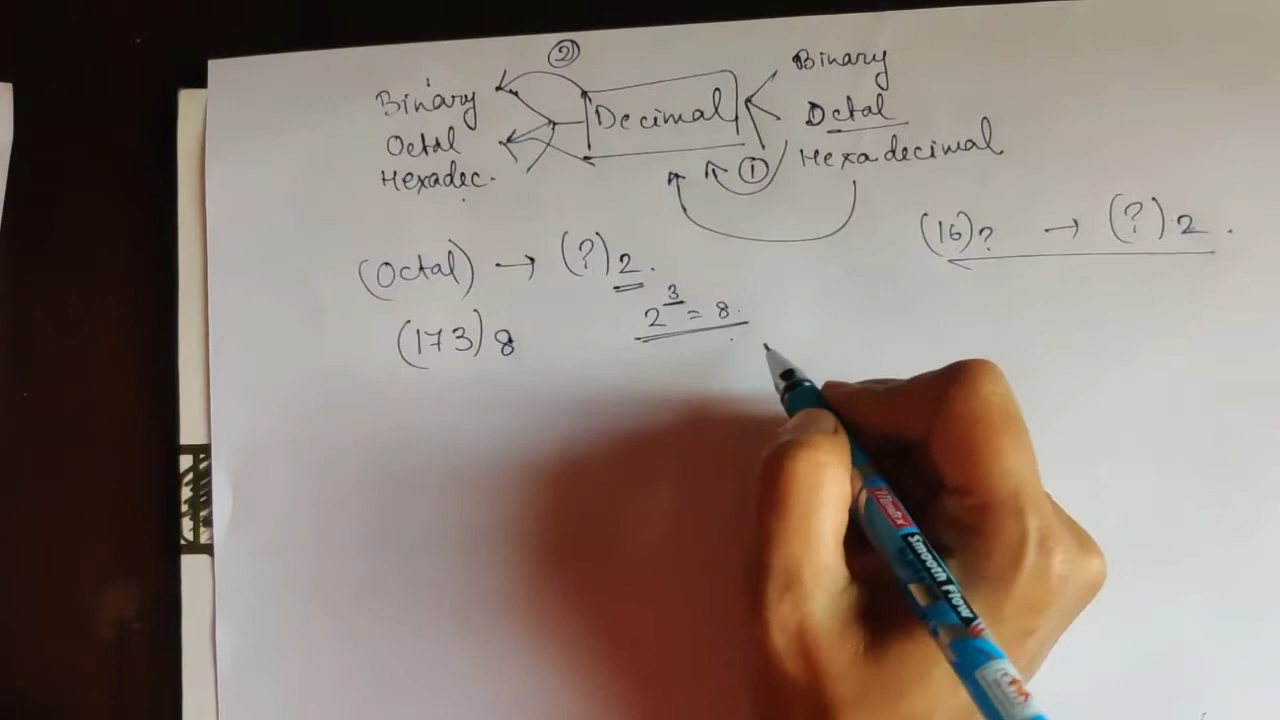 ②
Binary
Octal
Hexadec.
Decimal
Binary
Octal
Hexadecimal
①
(16)? → (?)2.
(Octal) → (?)2.
2^3 = 8.
(173)8
Smooth Flow